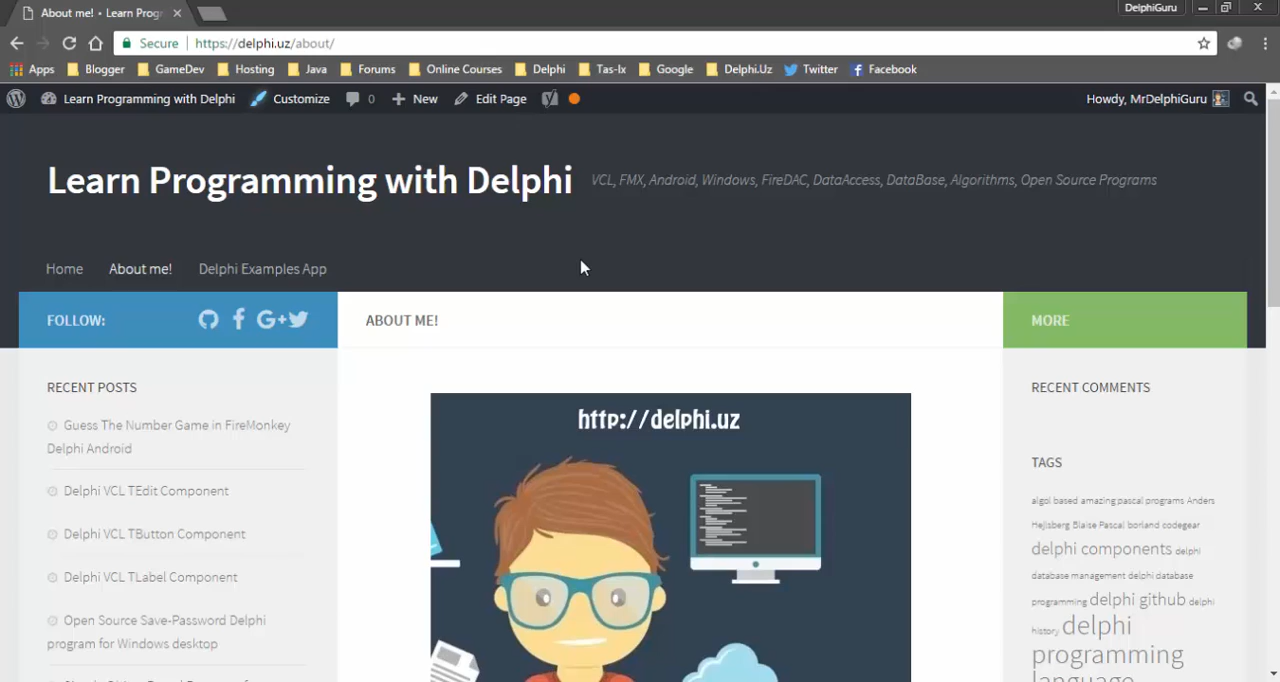 About me! • Learn Prog
DelphiGuru
Secure
https://delphi.uz/about/
Apps Blogger GameDev Hosting Java Forums Online Courses Delphi Tas-Ix Google Delphi.Uz Twitter Facebook
Learn Programming with Delphi Customize 0 New Edit Page
Howdy, MrDelphiGuru
Learn Programming with Delphi
VCL, FMX, Android, Windows, FireDAC, DataAccess, DataBase, Algorithms, Open Source Programs
Home About me! Delphi Examples App
FOLLOW:
RECENT POSTS
Guess The Number Game in FireMonkey
Delphi Android
Delphi VCL TEdit Component
Delphi VCL TButton Component
Delphi VCL TLabel Component
Open Source Save-Password Delphi
program for Windows desktop
ABOUT ME!
http://delphi.uz
MORE
RECENT COMMENTS
TAGS
algol based amazing pascal programs Anders
Hejlsberg Blaise Pascal borland codegear
delphi components delphi
database management delphi database
programming delphi github delphi
history delphi
programming
language